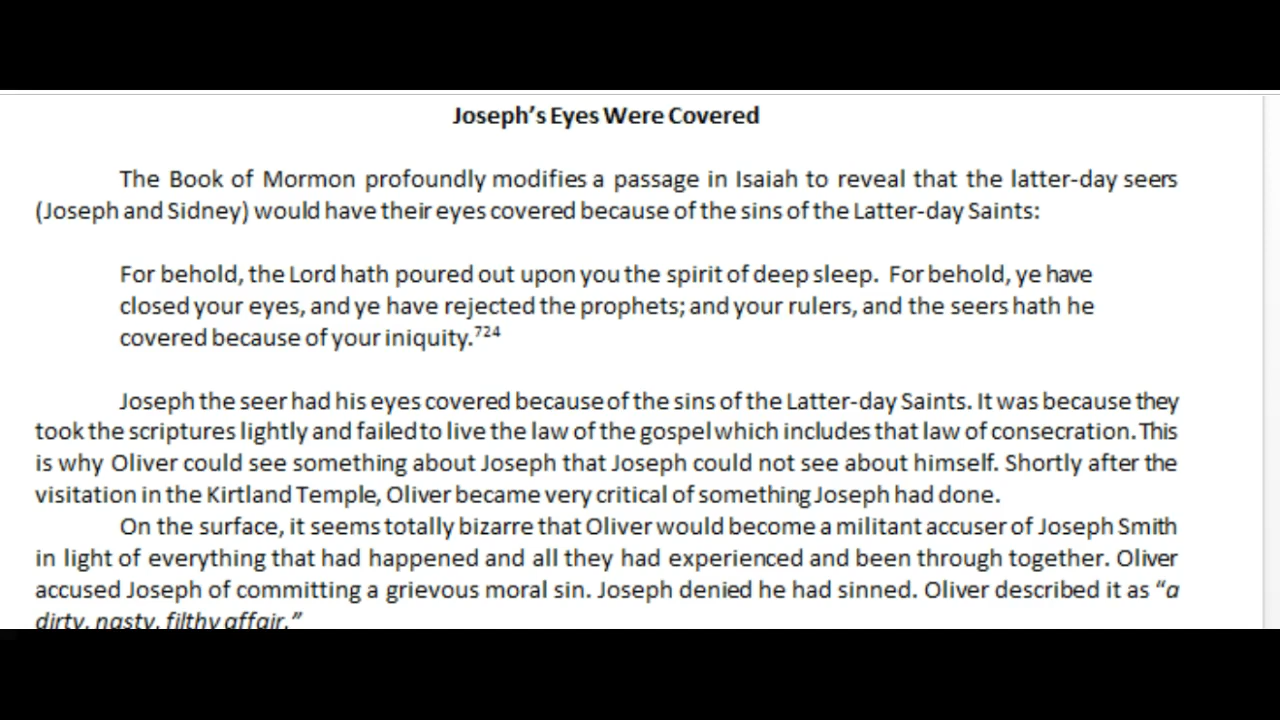 Joseph's Eyes Were Covered
The Book of Mormon profoundly modifies a passage in Isaiah to reveal that the latter-day seers
(Joseph and Sidney) would have their eyes covered because of the sins of the Latter-day Saints:
For behold, the Lord hath poured out upon you the spirit of deep sleep. For behold, ye have
closed your eyes, and ye have rejected the prophets; and your rulers, and the seers hath he
covered because of your iniquity.724
Joseph the seer had his eyes covered because of the sins of the Latter-day Saints. It was because they
took the scriptures lightly and failed to live the law of the gospel which includes that law of consecration. This
is why Oliver could see something about Joseph that Joseph could not see about himself. Shortly after the
visitation in the Kirtland Temple, Oliver became very critical of something Joseph had done.
On the surface, it seems totally bizarre that Oliver would become a militant accuser of Joseph Smith
in light of everything that had happened and all they had experienced and been through together. Oliver
accused Joseph of committing a grievous moral sin. Joseph denied he had sinned. Oliver described it as “a
dirty, nasty, filthy affair.”